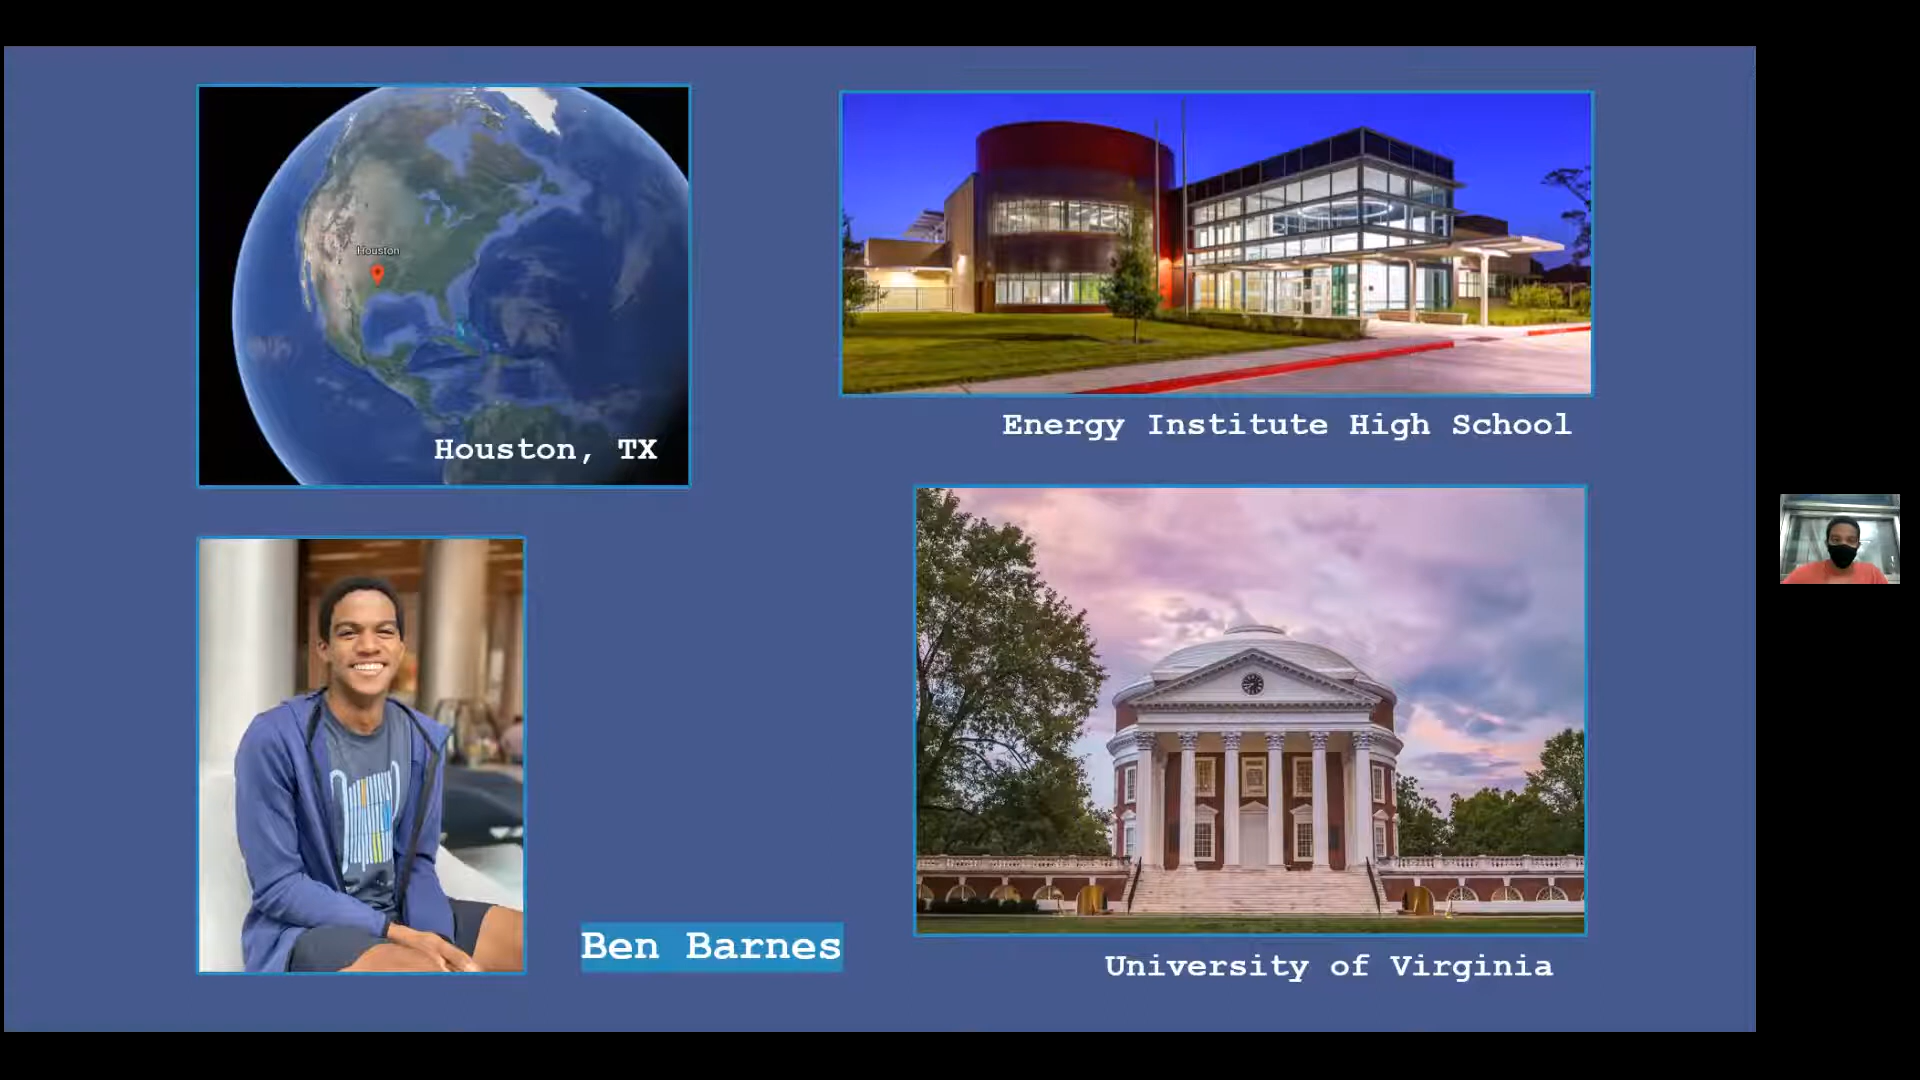 Houston
Houston, TX
Energy Institute High School
Ben Barnes
University of Virginia